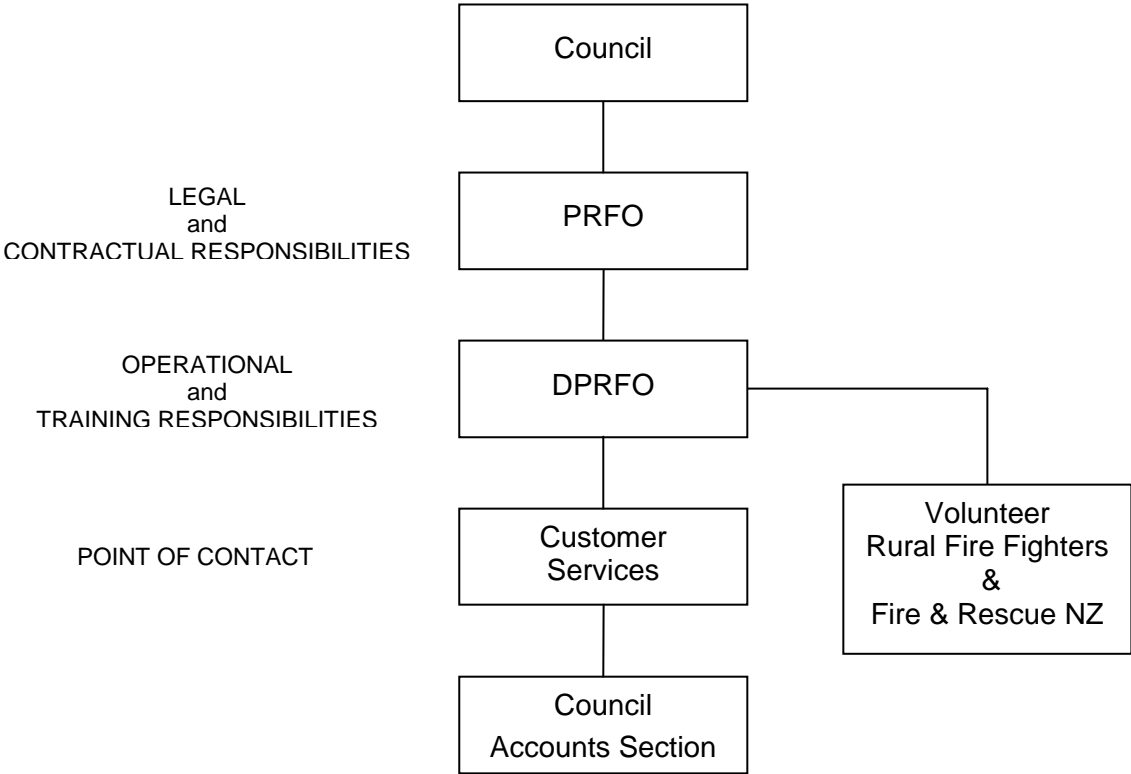 Council
LEGAL
and
CONTRACTUAL RESPONSIBILITIES
PRFO
OPERATIONAL
and
TRAINING RESPONSIBILITIES
DPRFO
POINT OF CONTACT
Customer
Services
Volunteer
Rural Fire Fighters
&
Fire & Rescue NZ
Council
Accounts Section